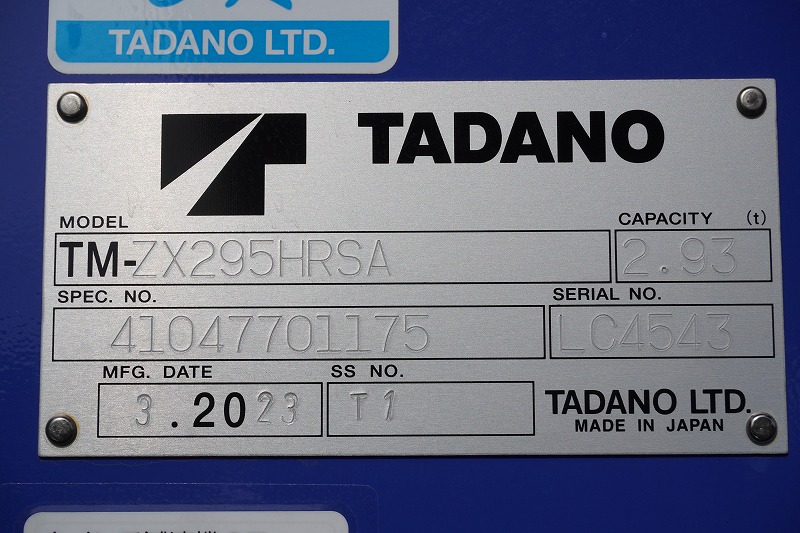 TADANO LTD.
TADANO
MODEL
CAPACITY (t)
TM-ZX295HRSA
2.93
SPEC. NO.
SERIAL NO.
41047701175
LC4543
MFG. DATE
SS NO.
3.2023
T1
TADANO LTD.
MADE IN JAPAN